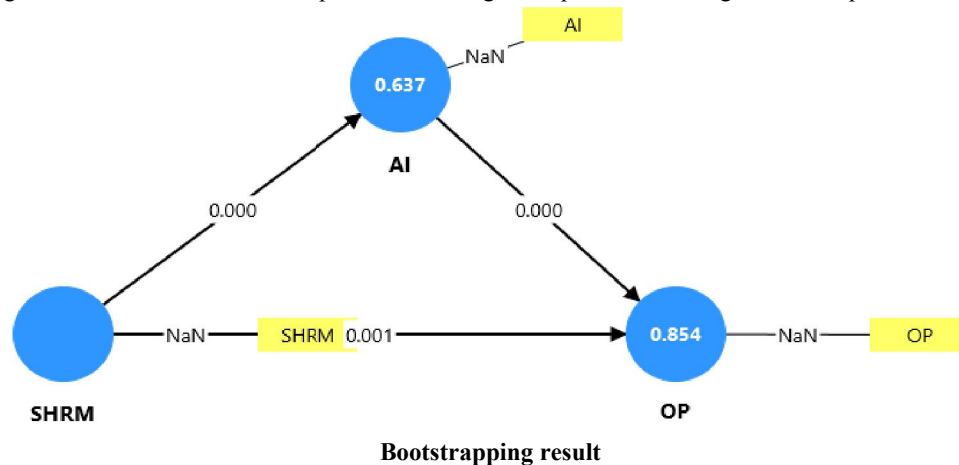 AI
NaN
0.637
AI
0.000
0.000
NaN
SHRM
0.001
0.854
NaN
OP
SHRM
OP
Bootstrapping result